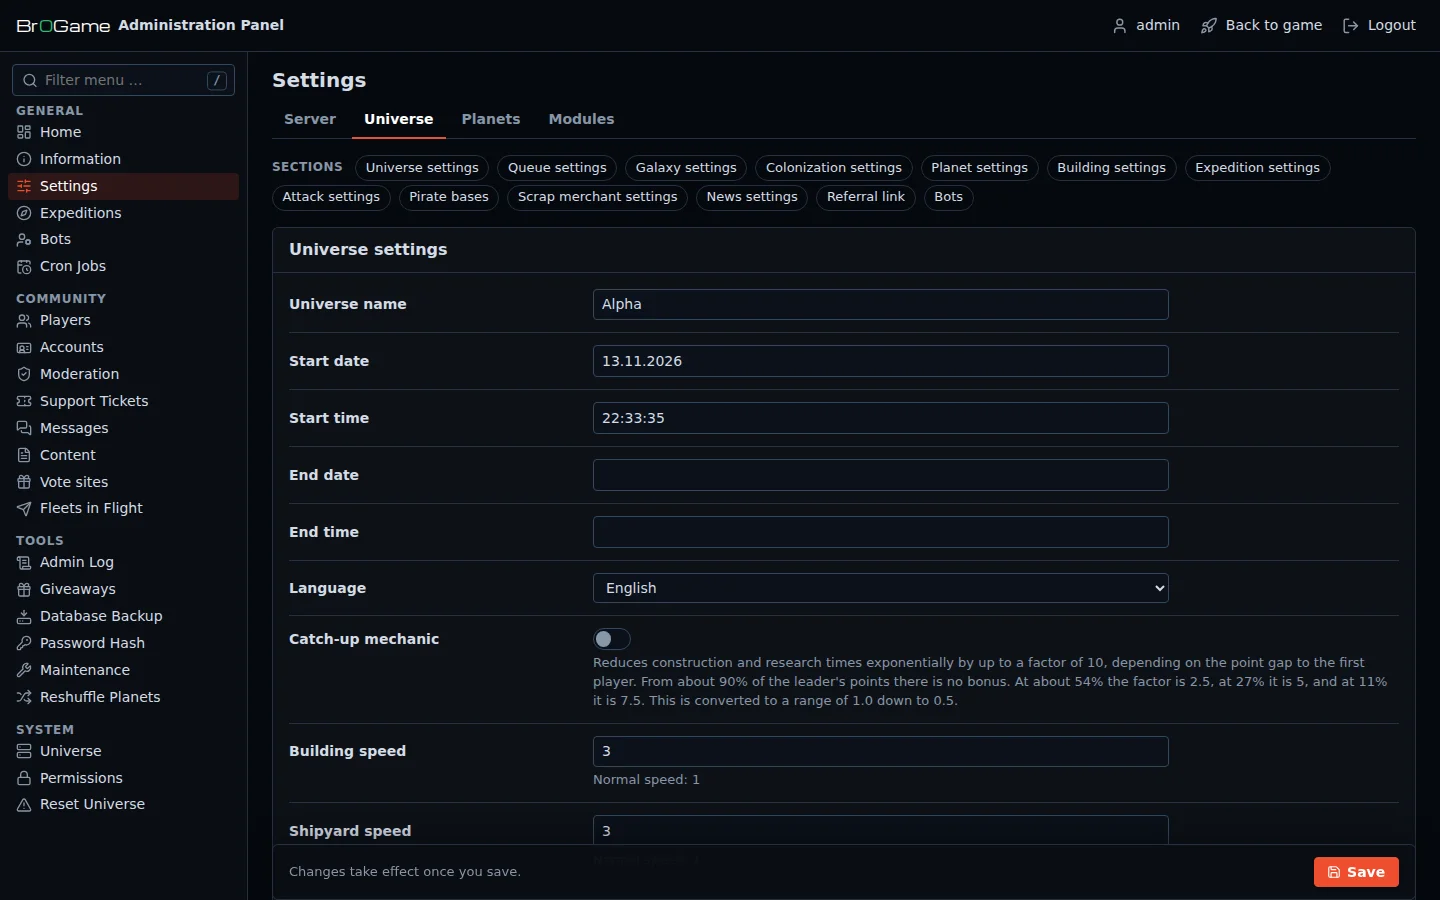 BrOGame Administration Panel
admin
Back to game
Logout
Filter menu ... /
GENERAL
Home
Information
Settings
Expeditions
Bots
Cron Jobs
COMMUNITY
Players
Accounts
Moderation
Support Tickets
Messages
Content
Vote sites
Fleets in Flight
TOOLS
Admin Log
Giveaways
Database Backup
Password Hash
Maintenance
Reshuffle Planets
SYSTEM
Universe
Permissions
Reset Universe
Settings
Server Universe Planets Modules
SECTIONS Universe settings Queue settings Galaxy settings Colonization settings Planet settings Building settings Expedition settings
Attack settings Pirate bases Scrap merchant settings News settings Referral link Bots
Universe settings
Universe name Alpha
Start date 13.11.2026
Start time 22:33:35
End date
End time
Language English
Catch-up mechanic
Reduces construction and research times exponentially by up to a factor of 10, depending on the point gap to the first
player. From about 90% of the leader's points there is no bonus. At about 54% the factor is 2.5, at 27% it is 5, and at 11%
it is 7.5. This is converted to a range of 1.0 down to 0.5.
Building speed 3
Normal speed: 1
Shipyard speed 3
Changes take effect once you save.
Save